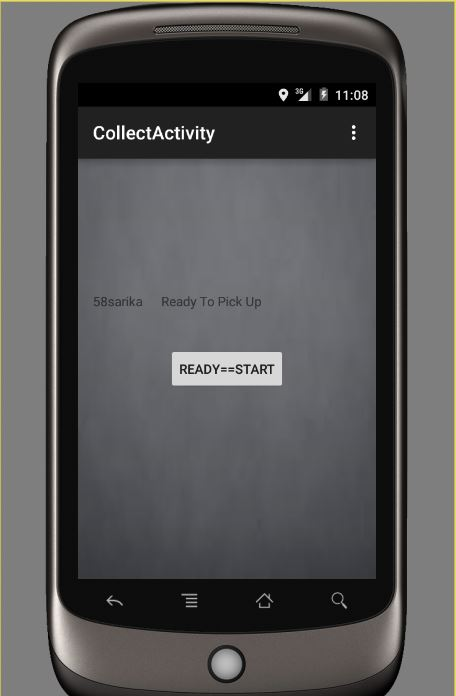 3G 11:08
CollectActivity
58sarika Ready To Pick Up
READY==START